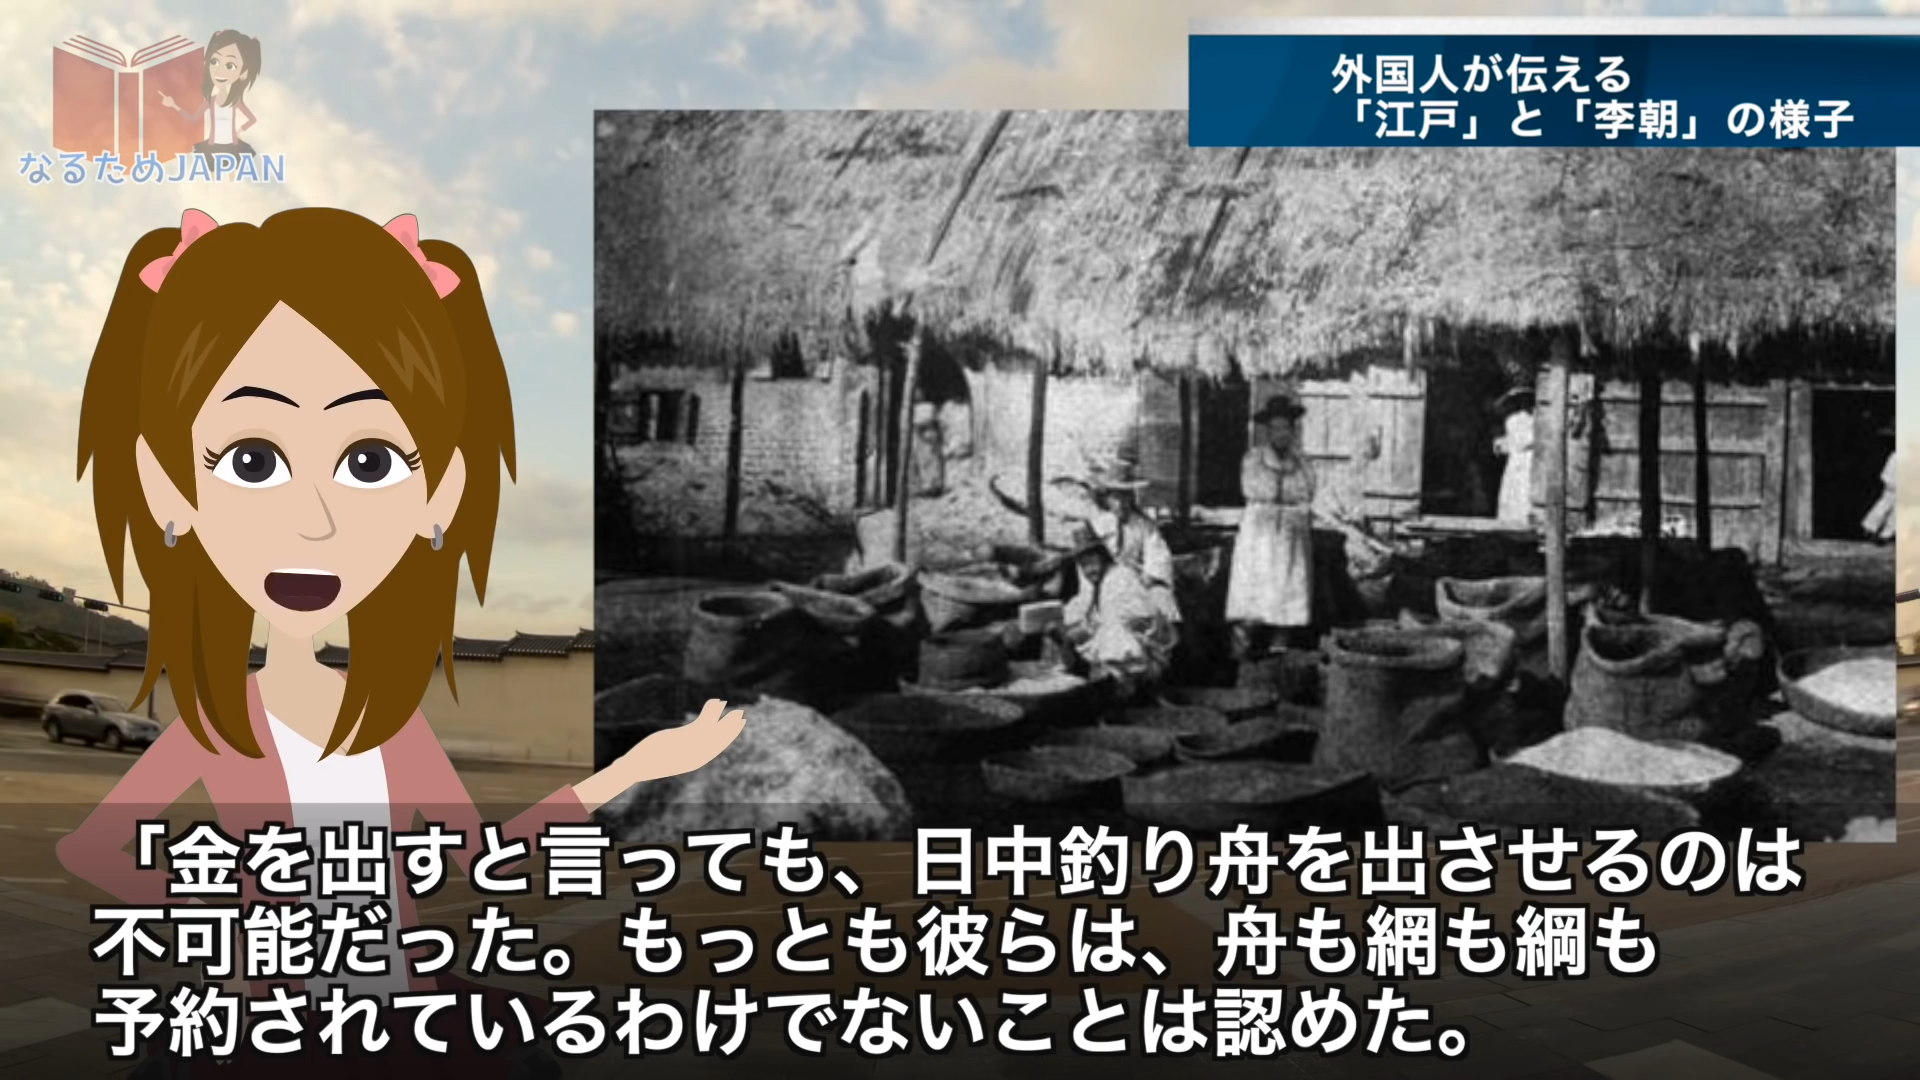 なるためJAPAN
外国人が伝える
「江戸」と「李朝」の様子
「金を出すと言っても、日中釣り舟を出させるのは
不可能だった。もっとも彼らは、舟も網も綱も
予約されているわけでないことは認めた。